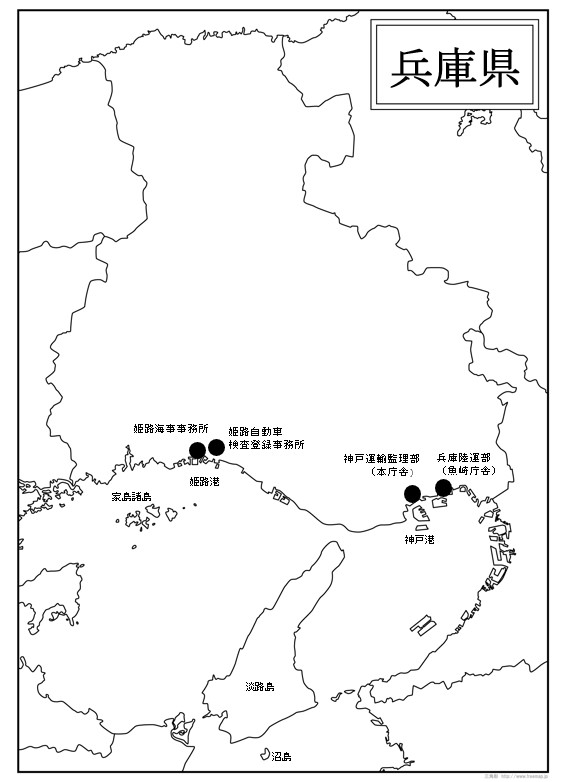 兵庫県
姫路海事事務所
姫路自動車
検査登録事務所
神戸運輸監理部
(本庁舎)
兵庫陸運部
(魚崎庁舎)
姫路港
家島諸島
神戸港
淡路島
沼島